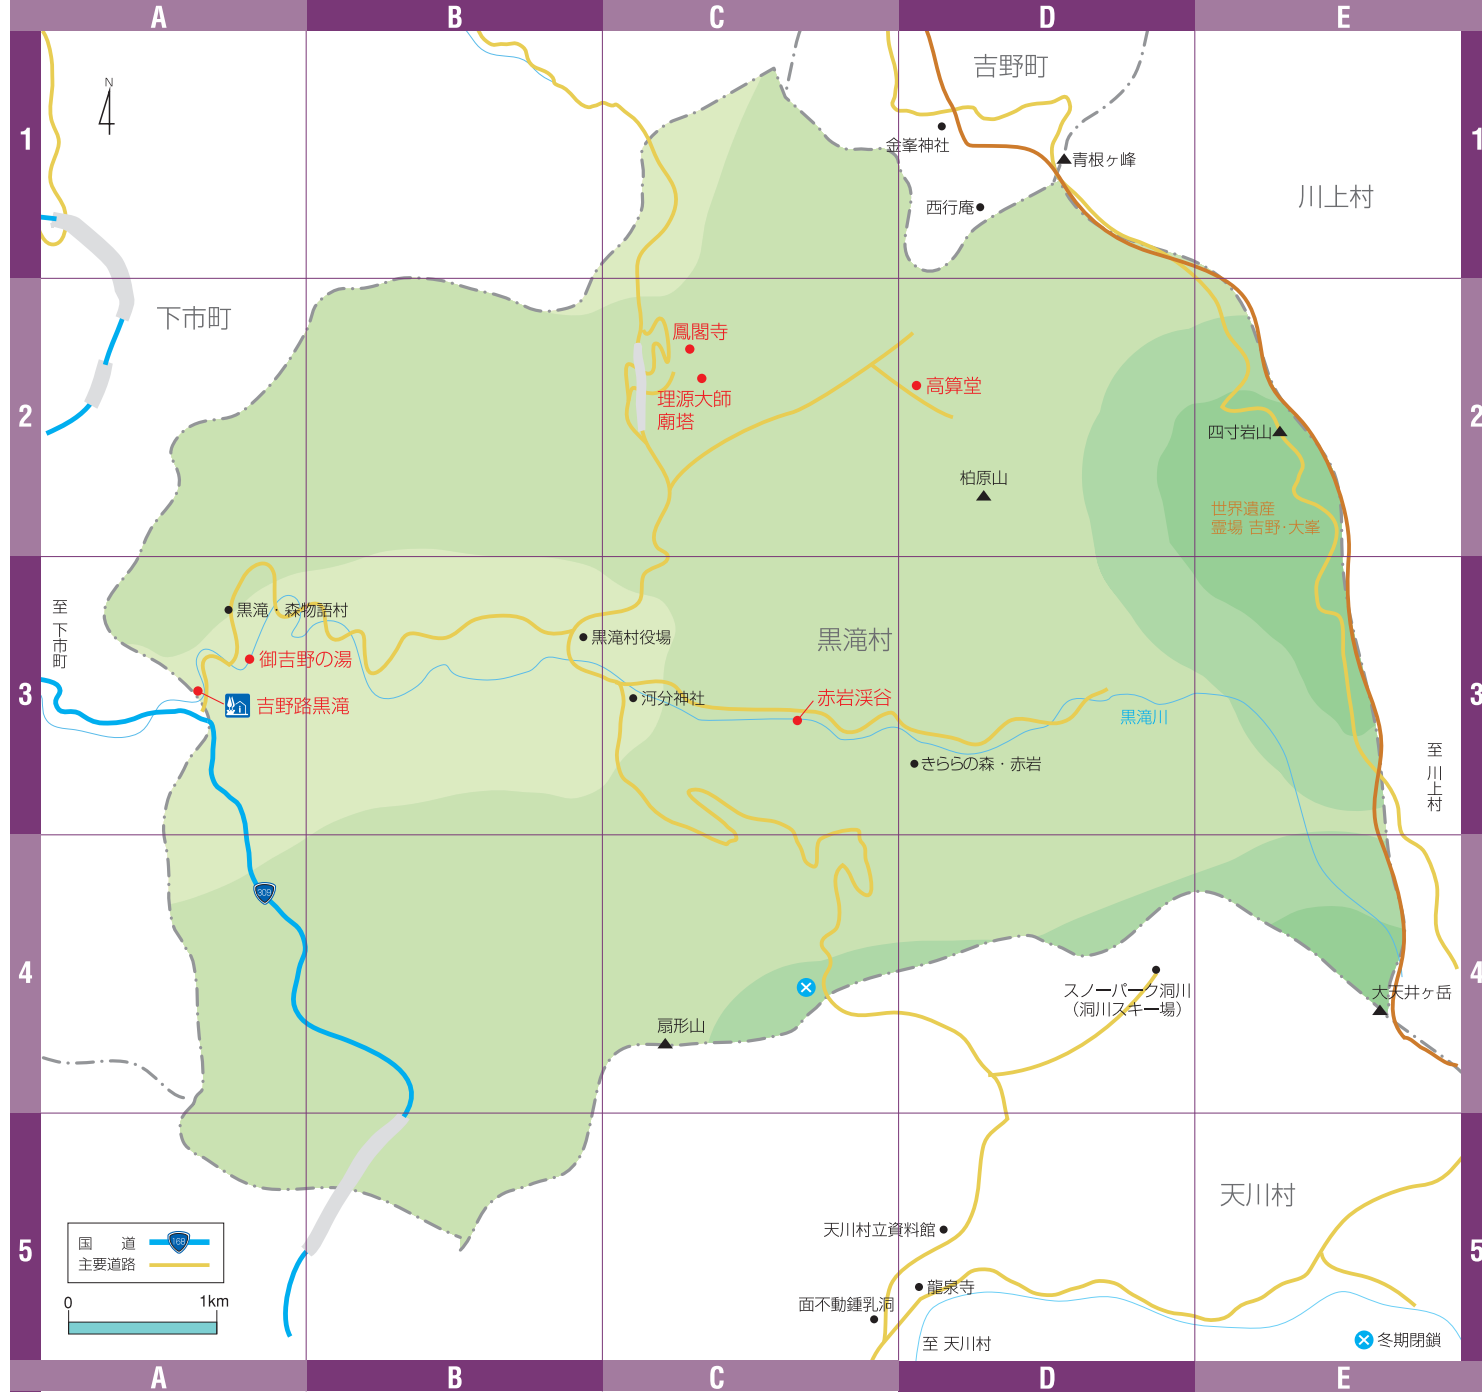 A
B
C
D
E
1
1
2
2
3
3
4
4
5
5
N
吉野町
金峯神社
青根ヶ峰
西行庵
川上村
下市町
鳳閣寺
理源大師
廟塔
高算堂
四寸岩山
柏原山
世界遺産
霊場 吉野・大峯
至 下市町
黒滝・森物語村
御吉野の湯
吉野路黒滝
黒滝村役場
黒滝村
河分神社
赤岩渓谷
黒滝川
きららの森・赤岩
至 川上村
309
スノーパーク洞川
（洞川スキー場）
大天井ヶ岳
扇形山
天川村
天川村立資料館
龍泉寺
面不動鍾乳洞
至 天川村
国 道
168
主要道路
0
1km
冬期閉鎖
A
B
C
D
E